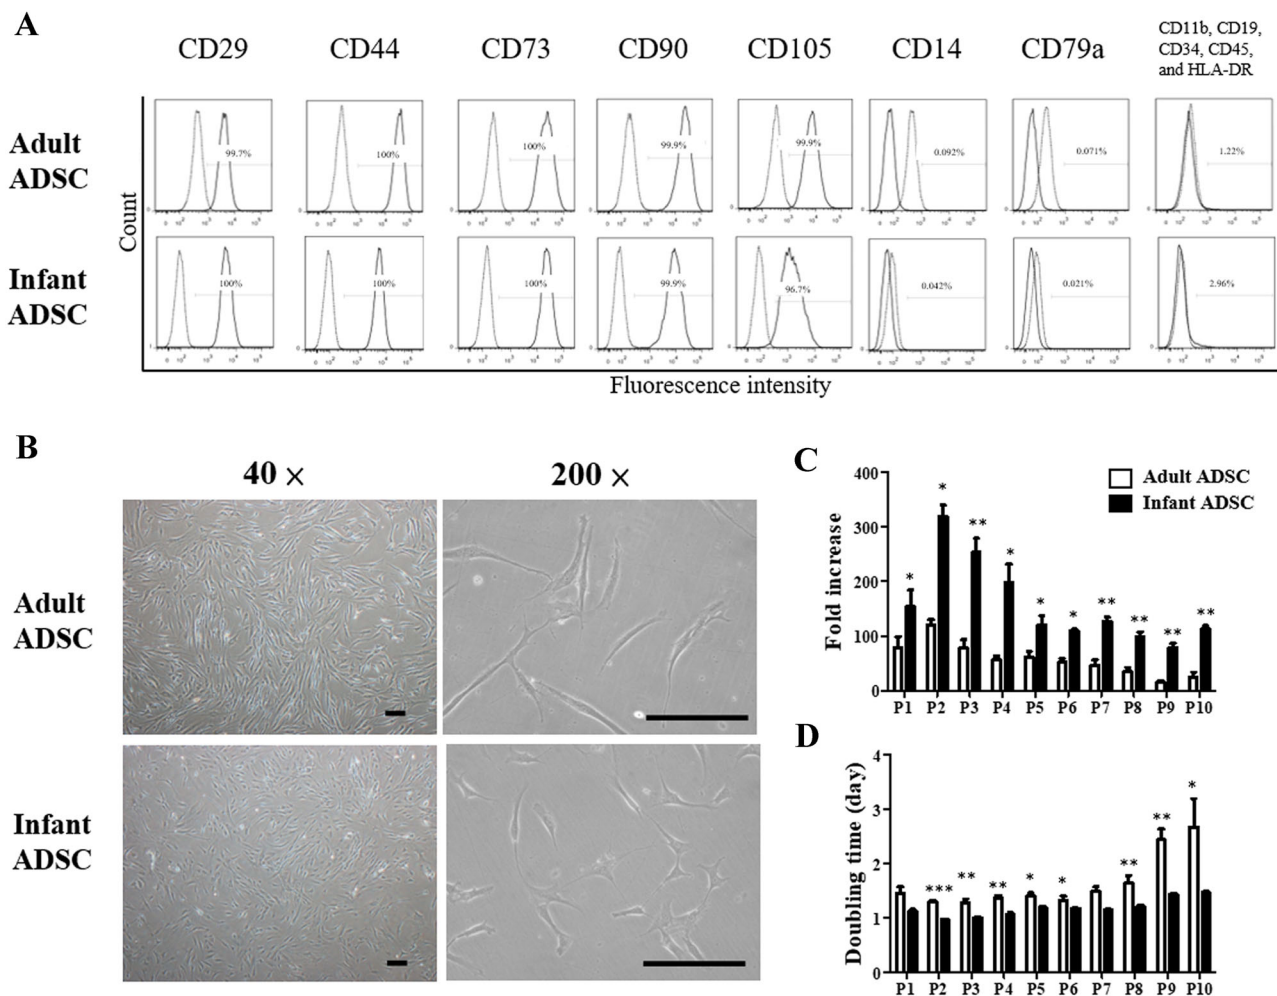 A
CD29 CD44 CD73 CD90 CD105 CD14 CD79a
CD11b, CD19,
CD34, CD45,
and HLA-DR
Adult
ADSC
99.7% 100% 100% 99.9% 99.9% 0.092% 0.071% 1.22%
Infant
ADSC
100% 100% 100% 99.9% 96.7% 0.042% 0.021% 2.96%
Count
Fluorescence intensity
B
40 × 200 ×
Adult
ADSC
Infant
ADSC
C
Adult ADSC
Infant ADSC
Fold increase
400
300
200
100
0
* * ** * * * ** ** ** **
P1 P2 P3 P4 P5 P6 P7 P8 P9 P10
D
Doubling time (day)
4
3
2
1
0
*** ** ** * * ** ** *
P1 P2 P3 P4 P5 P6 P7 P8 P9 P10